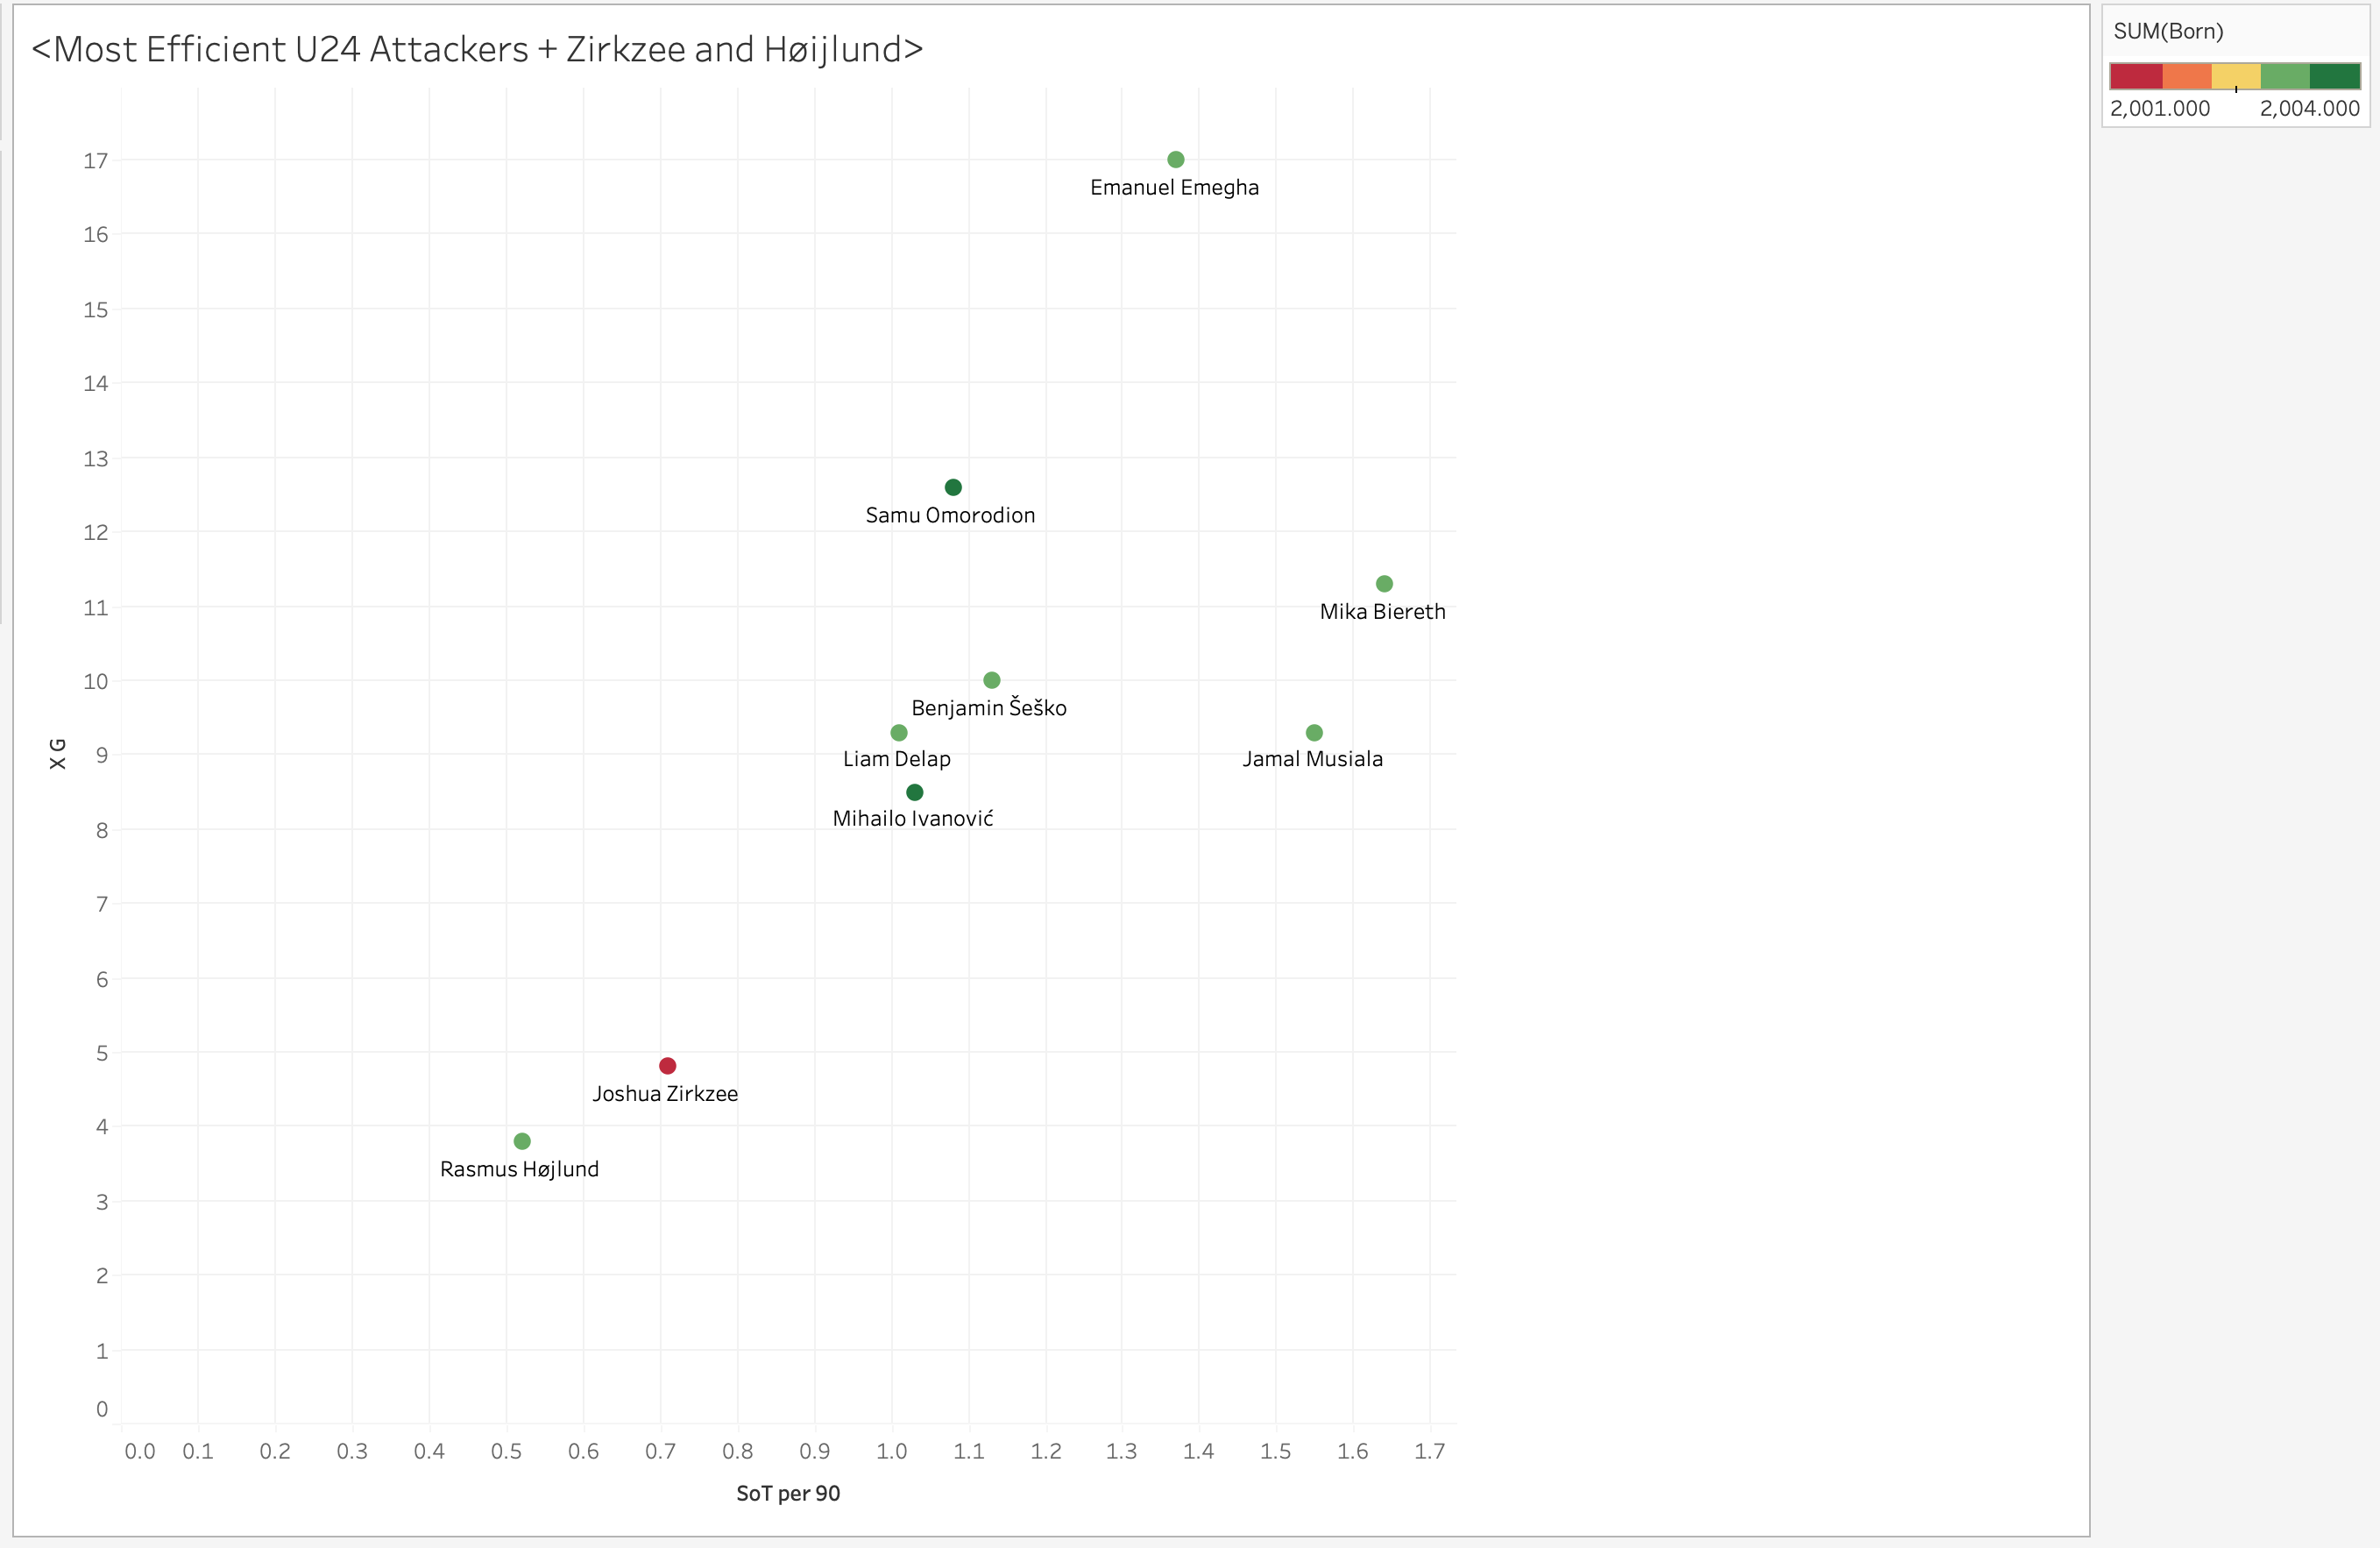 <Most Efficient U24 Attackers + Zirkzee and Høijlund>
SUM(Born)
2,001.000 2,004.000
17
Emanuel Emegha
16
15
14
13
Samu Omorodion
12
11
Mika Biereth
10
Benjamin Šeško
X G
9
Liam Delap
Jamal Musiala
Mihailo Ivanović
8
7
6
5
Joshua Zirkzee
4
Rasmus Højlund
3
2
1
0
0.0 0.1 0.2 0.3 0.4 0.5 0.6 0.7 0.8 0.9 1.0 1.1 1.2 1.3 1.4 1.5 1.6 1.7
SoT per 90